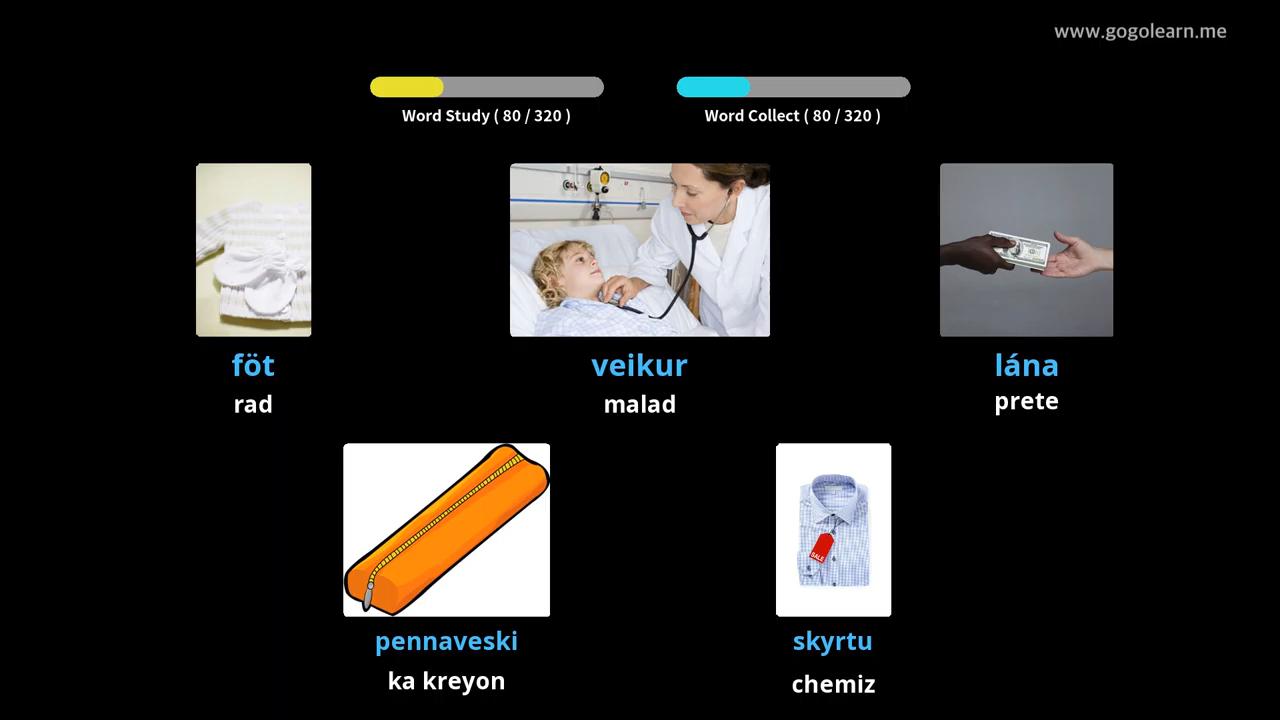 www.gogolearn.me
Word Study ( 80 / 320 )
Word Collect ( 80 / 320 )
föt
rad
veikur
malad
lána
prete
SALE
pennaveski
ka kreyon
skyrtu
chemiz